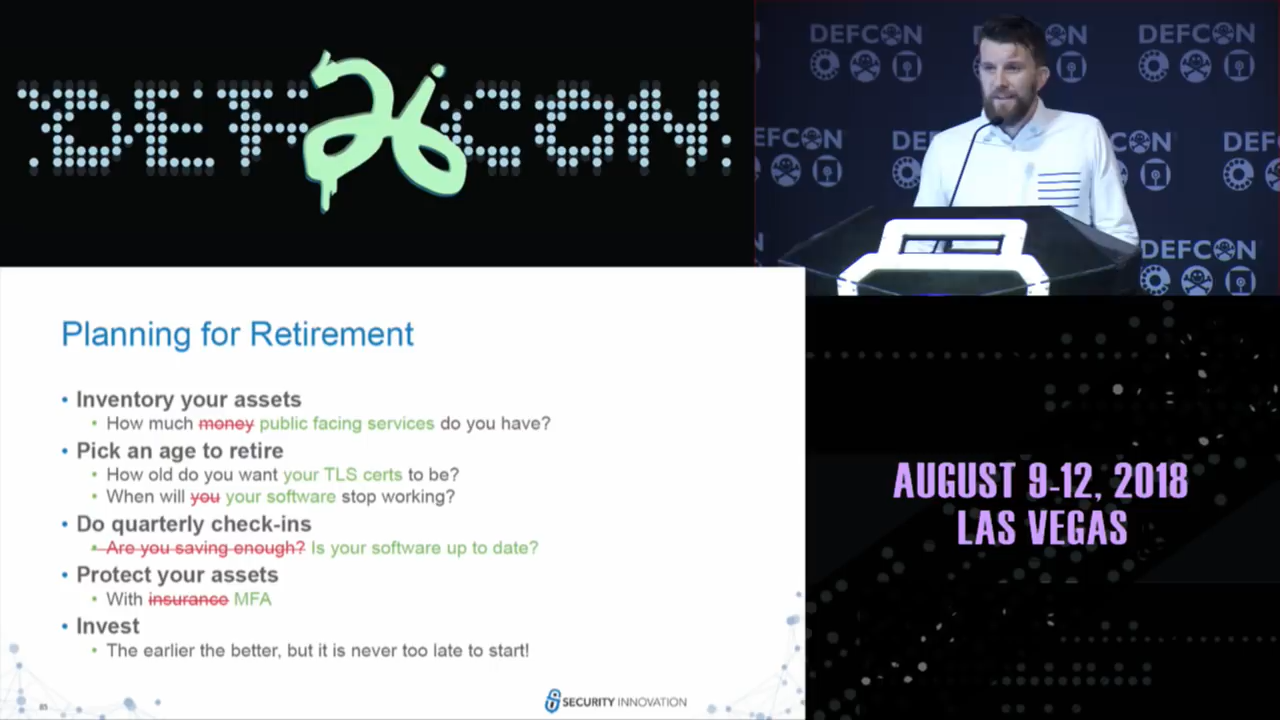 DEF 26 CON
DEFCON DEFCON DEFCON
DEFCON DEFCON DEFCON
DEFCON
Planning for Retirement
• Inventory your assets
• How much money public facing services do you have?
• Pick an age to retire
• How old do you want your TLS certs to be?
• When will you your software stop working?
• Do quarterly check-ins
• Are you saving enough? Is your software up to date?
• Protect your assets
• With insurance MFA
• Invest
• The earlier the better, but it is never too late to start!
85
SECURITY INNOVATION
AUGUST 9-12, 2018
LAS VEGAS